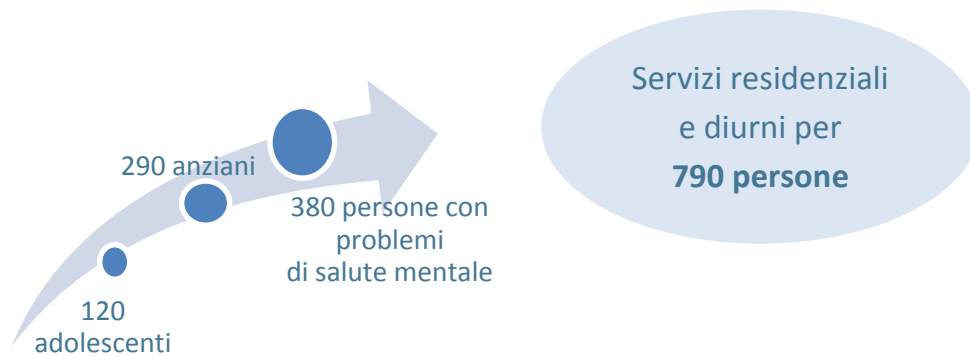 290 anziani
380 persone con
problemi
di salute mentale
120
adolescenti
Servizi residenziali
e diurni per
790 persone